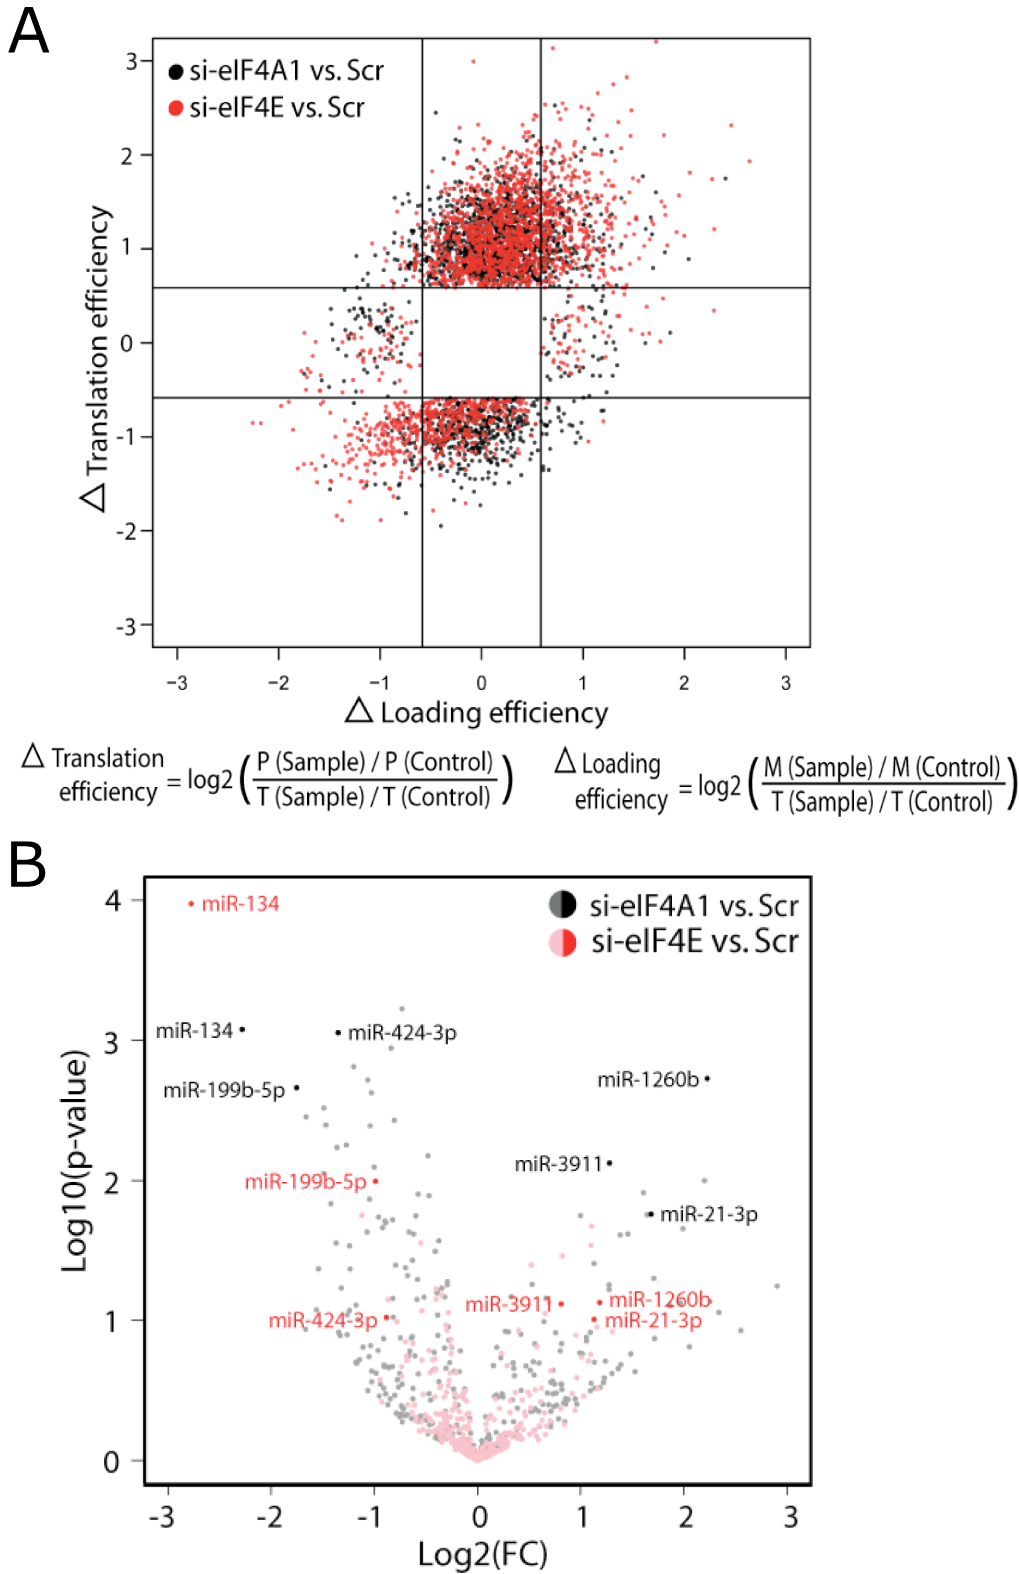 A
si-eIF4A1 vs. Scr
si-eIF4E vs. Scr
3
2
1
0
-1
-2
-3
△ Translation efficiency
−3 −2 −1 0 1 2 3
△ Loading efficiency
△ Translation efficiency = log2 ( P (Sample) / P (Control) / T (Sample) / T (Control) )
△ Loading efficiency = log2 ( M (Sample) / M (Control) / T (Sample) / T (Control) )
B
si-eIF4A1 vs. Scr
si-eIF4E vs. Scr
4
3
2
1
0
Log10(p-value)
miR-134
miR-134
miR-424-3p
miR-199b-5p
miR-1260b
miR-3911
miR-199b-5p
miR-21-3p
miR-3911
miR-1260b
miR-424-3p
miR-21-3p
-3 -2 -1 0 1 2 3
Log2(FC)